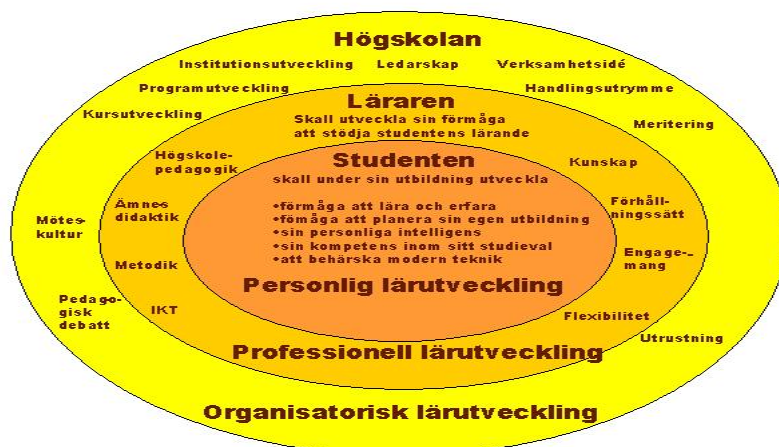 Högskolan
Institutionsutveckling Ledarskap Verksamhetsidé
Programutveckling Handlingsutrymme
Kursutveckling Meritering
Läraren
Skall utveckla sin förmåga
att stödja studentens lärande
Högskole-
pedagogik
Kunskap
Studenten
skall under sin utbildning utveckla
•förmåga att lära och erfara
•fömåga att planera sin egen utbildning
•sin personliga intelligens
•sin kompetens inom sitt studieval
•att behärska modern teknik
Ämnes
didaktik
Förhåll-
ningssätt
Mötes-
kultur
Metodik
Engage-
mang
Personlig lärutveckling
Pedago-
gisk
debatt
IKT
Flexibilitet
Utrustning
Professionell lärutveckling
Organisatorisk lärutveckling